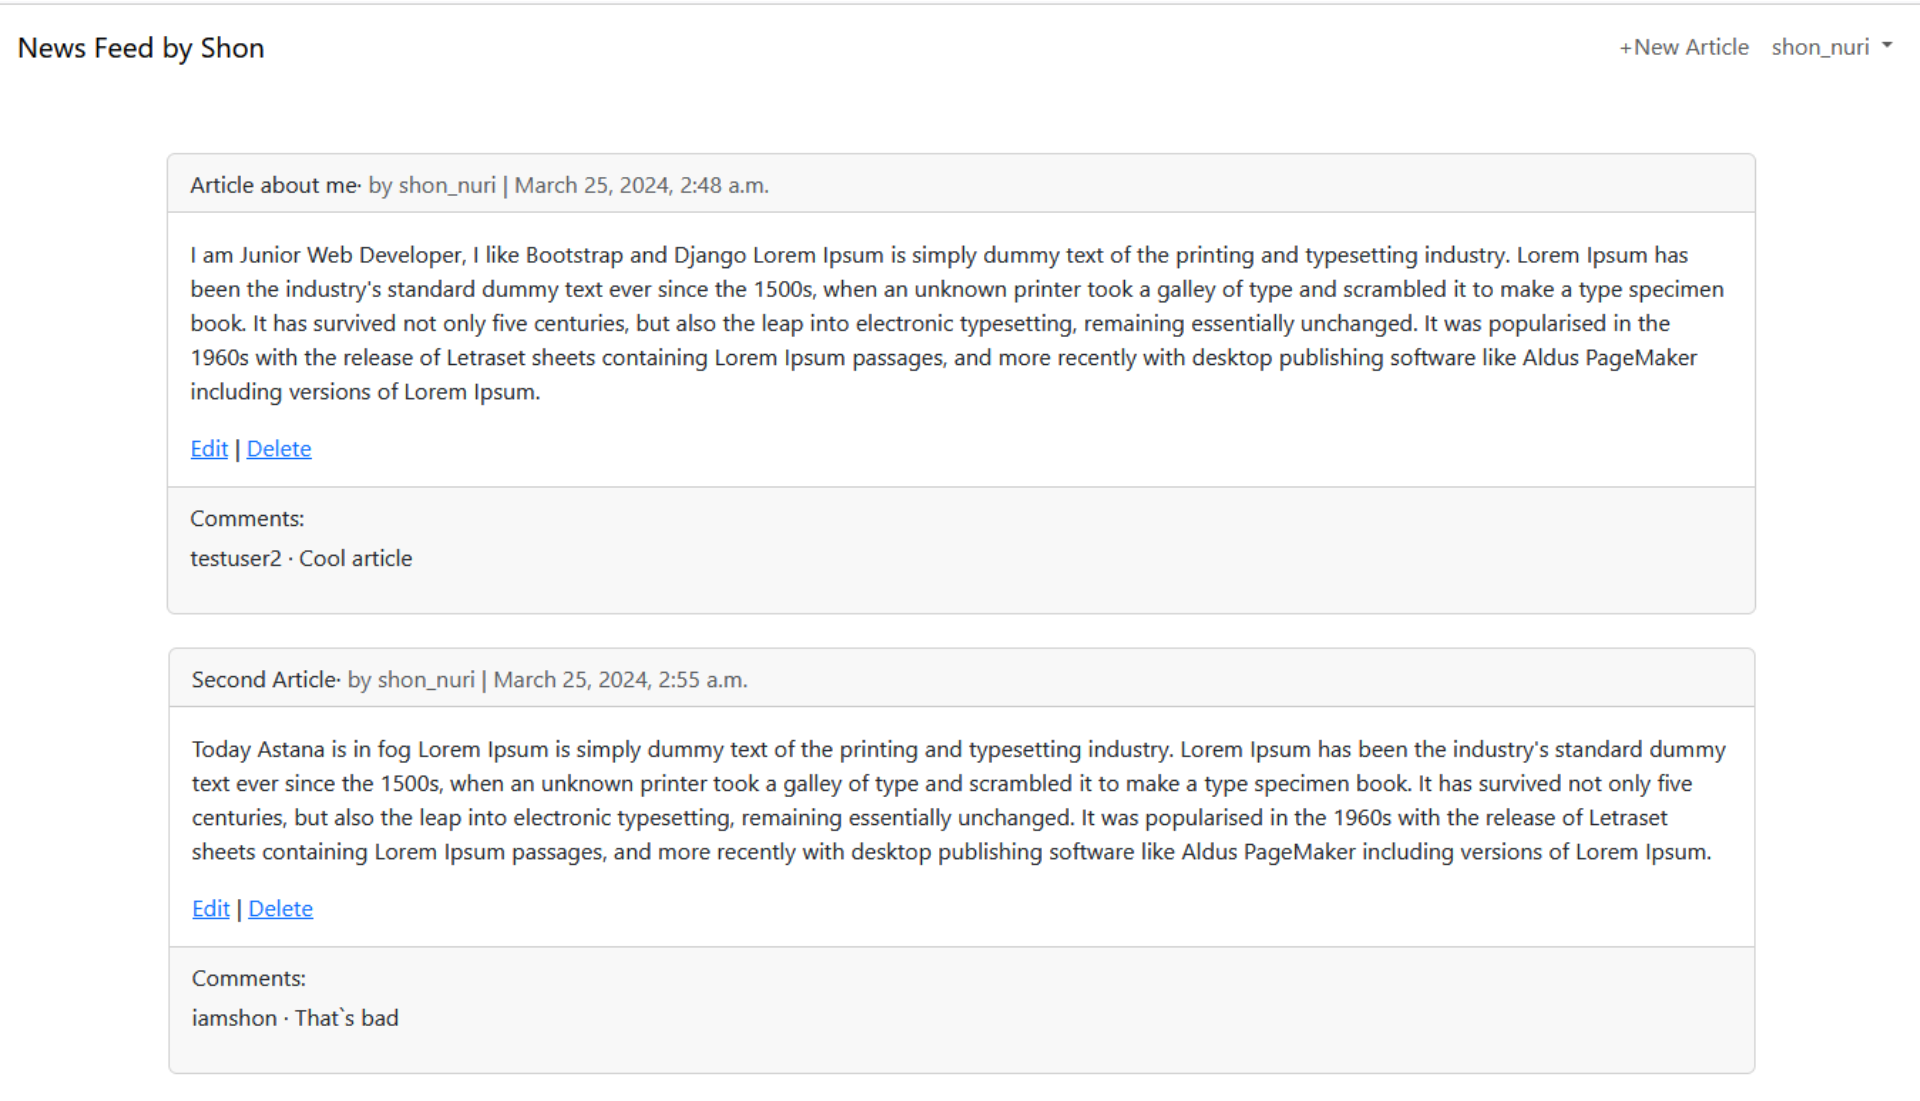 News Feed by Shon
+New Article shon_nuri
Article about me· by shon_nuri | March 25, 2024, 2:48 a.m.
I am Junior Web Developer, I like Bootstrap and Django Lorem Ipsum is simply dummy text of the printing and typesetting industry. Lorem Ipsum has
been the industry's standard dummy text ever since the 1500s, when an unknown printer took a galley of type and scrambled it to make a type specimen
book. It has survived not only five centuries, but also the leap into electronic typesetting, remaining essentially unchanged. It was popularised in the
1960s with the release of Letraset sheets containing Lorem Ipsum passages, and more recently with desktop publishing software like Aldus PageMaker
including versions of Lorem Ipsum.
Edit | Delete
Comments:
testuser2 · Cool article
Second Article· by shon_nuri | March 25, 2024, 2:55 a.m.
Today Astana is in fog Lorem Ipsum is simply dummy text of the printing and typesetting industry. Lorem Ipsum has been the industry's standard dummy
text ever since the 1500s, when an unknown printer took a galley of type and scrambled it to make a type specimen book. It has survived not only five
centuries, but also the leap into electronic typesetting, remaining essentially unchanged. It was popularised in the 1960s with the release of Letraset
sheets containing Lorem Ipsum passages, and more recently with desktop publishing software like Aldus PageMaker including versions of Lorem Ipsum.
Edit | Delete
Comments:
iamshon · That`s bad